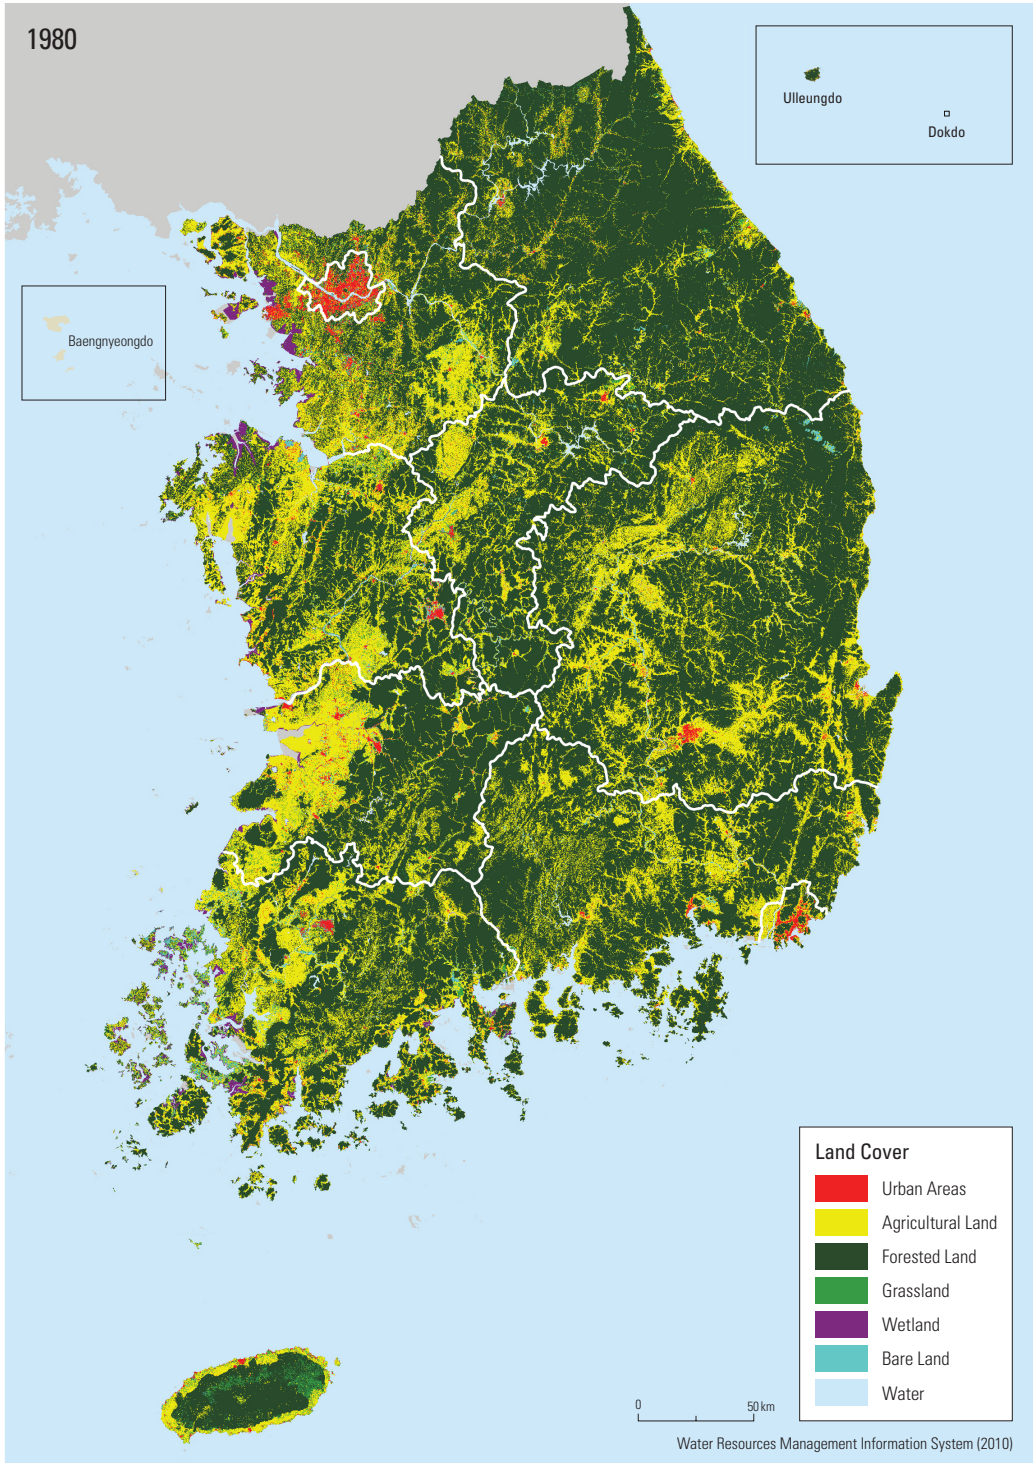 1980
Ulleungdo
Dokdo
Baengnyeongdo
Land Cover
Urban Areas
Agricultural Land
Forested Land
Grassland
Wetland
Bare Land
Water
0 50 km
Water Resources Management Information System (2010)